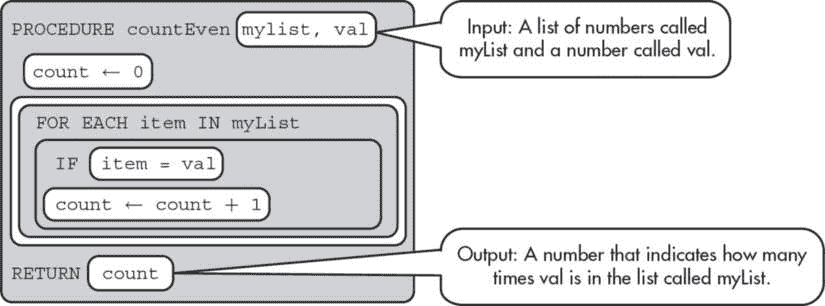 PROCEDURE countEven mylist, val
count ← 0
FOR EACH item IN myList
IF item = val
count ← count + 1
RETURN count
Input: A list of numbers called
myList and a number called val.
Output: A number that indicates how many
times val is in the list called myList.